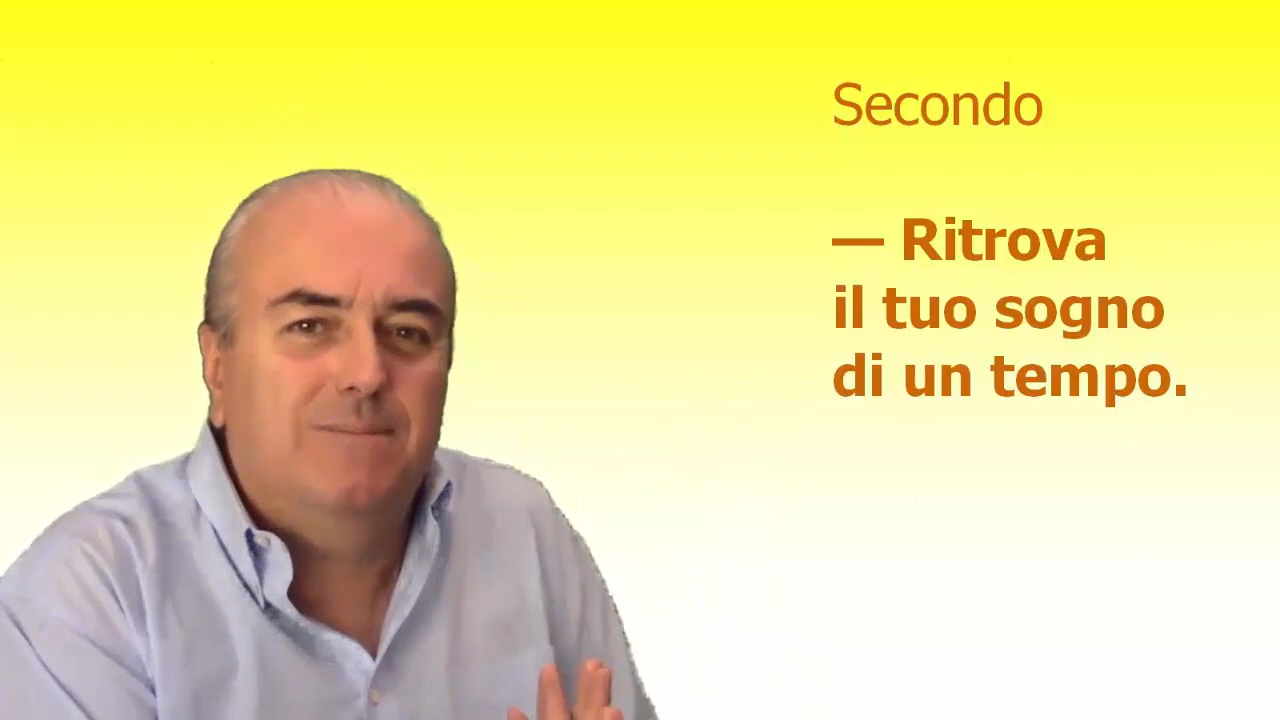 Secondo
— Ritrova
il tuo sogno
di un tempo.